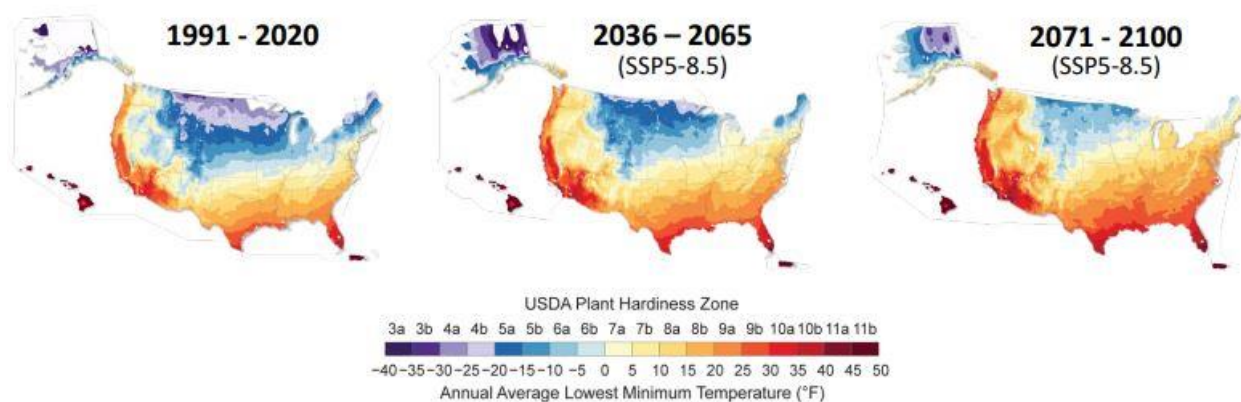 1991 - 2020
2036 – 2065
(SSP5-8.5)
2071 - 2100
(SSP5-8.5)
USDA Plant Hardiness Zone
3a 3b 4a 4b 5a 5b 6a 6b 7a 7b 8a 8b 9a 9b 10a 10b 11a 11b
−40 −35 −30 −25 −20 −15 −10 −5 0 5 10 15 20 25 30 35 40 45 50
Annual Average Lowest Minimum Temperature (°F)